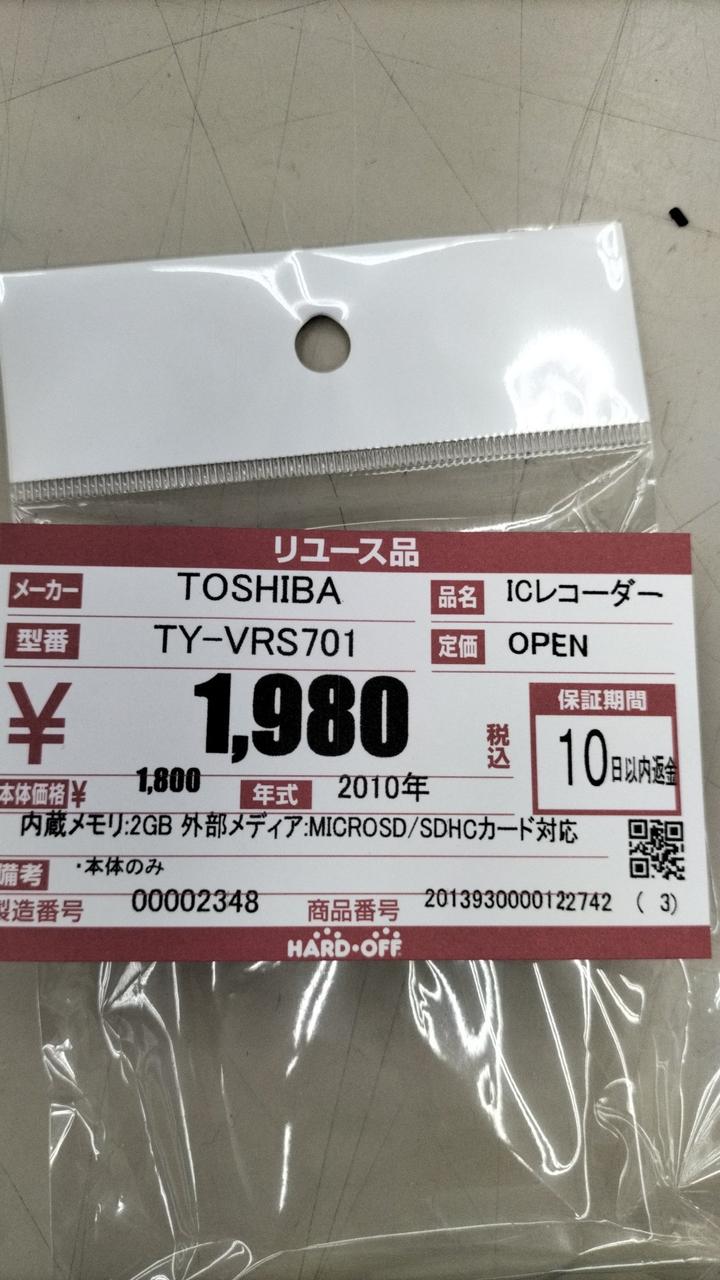 リユース品
メーカー TOSHIBA 品名 ICレコーダー
型番 TY-VRS701 定価 OPEN
¥ 1,980 税込 保証期間
10日以内返金
本体価格¥ 1,800 年式 2010年
内蔵メモリ:2GB 外部メディア:MICROSD/SDHCカード対応
備考 ・本体のみ
製造番号 00002348 商品番号 2013930000122742 ( 3)
HARD・OFF